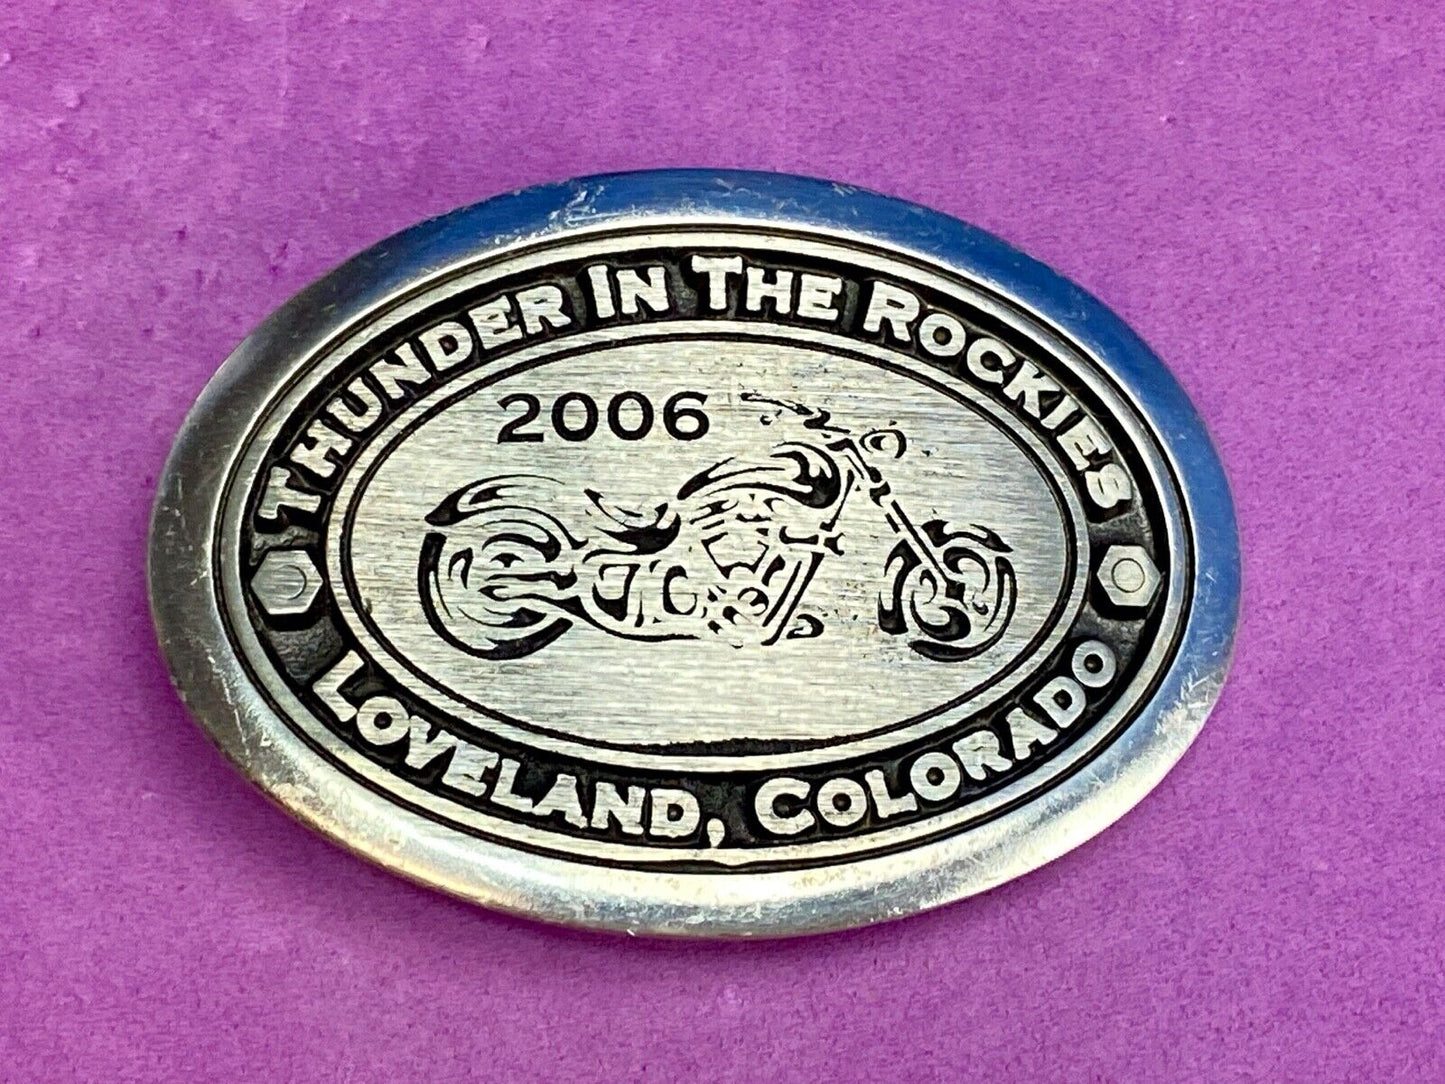 THUNDER IN THE ROCKIES
2006
LOVELAND, COLORADO